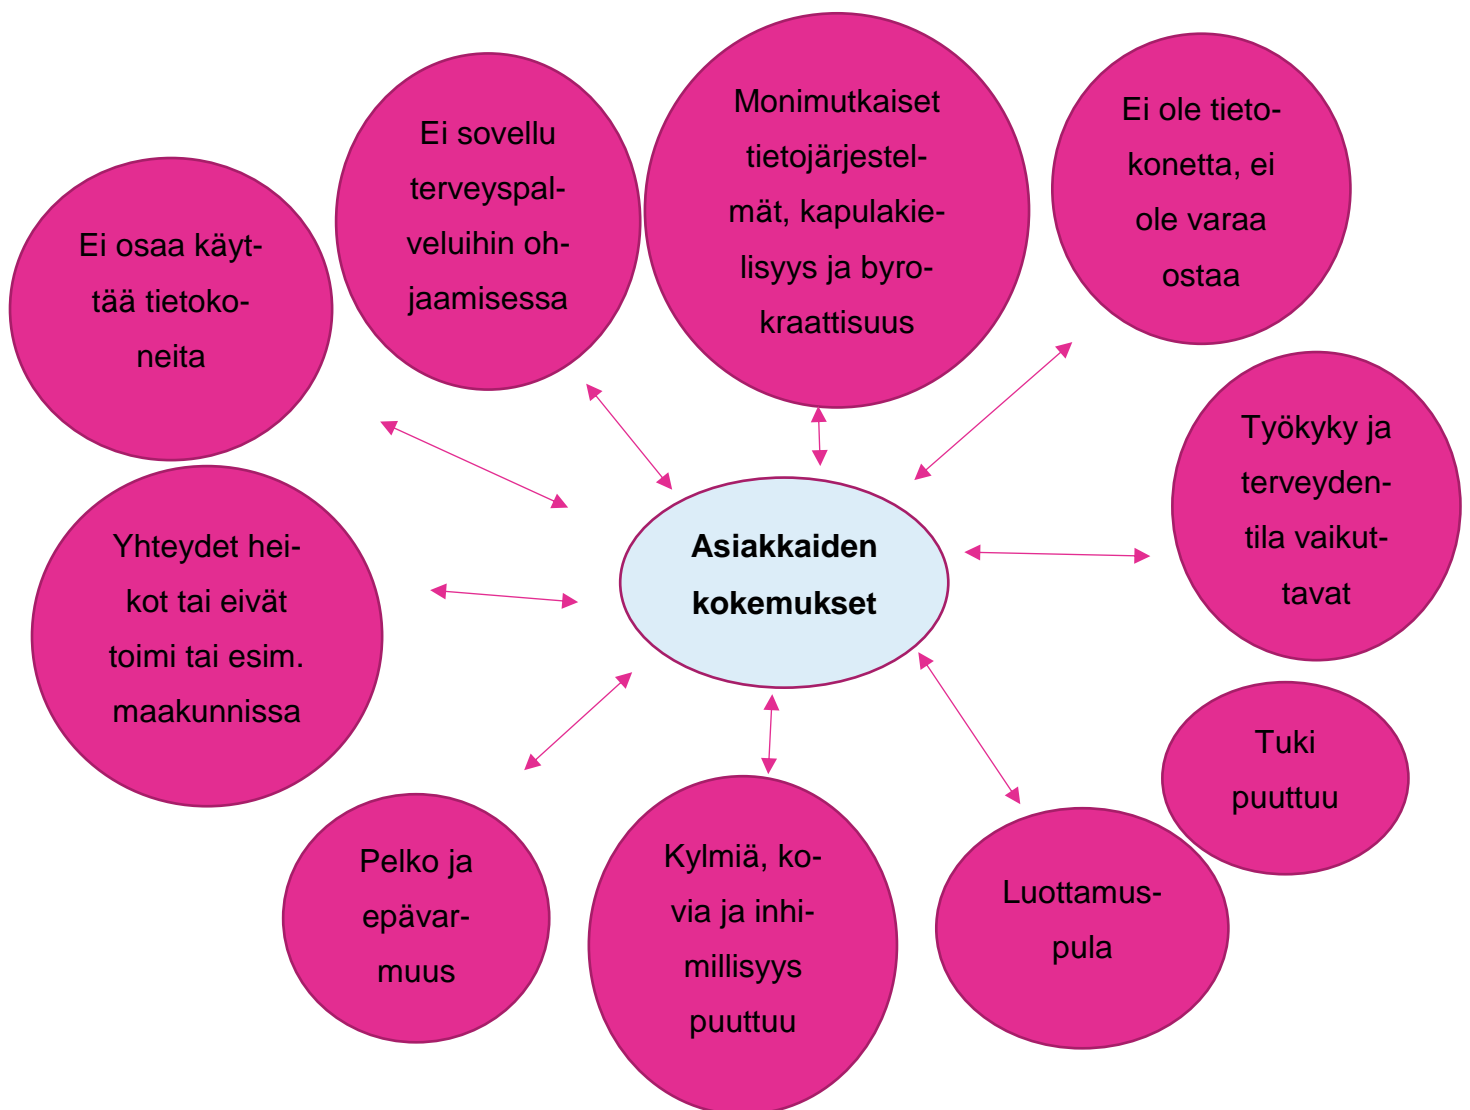 Monimutkaiset
tietojärjestel-
mät, kapulakie-
lisyys ja byro-
kraattisuus
Ei ole tieto-
konetta, ei
ole varaa
ostaa
Ei sovellu
terveyspal-
veluihin oh-
jaamisessa
Ei osaa käyt-
tää tietoko-
neita
Työkyky ja
terveyden-
tila vaikut-
tavat
Asiakkaiden
kokemukset
Yhteydet hei-
kot tai eivät
toimi tai esim.
maakunnissa
Tuki
puuttuu
Pelko ja
epävar-
muus
Kylmiä, ko-
via ja inhi-
millisyys
puuttuu
Luottamus-
pula